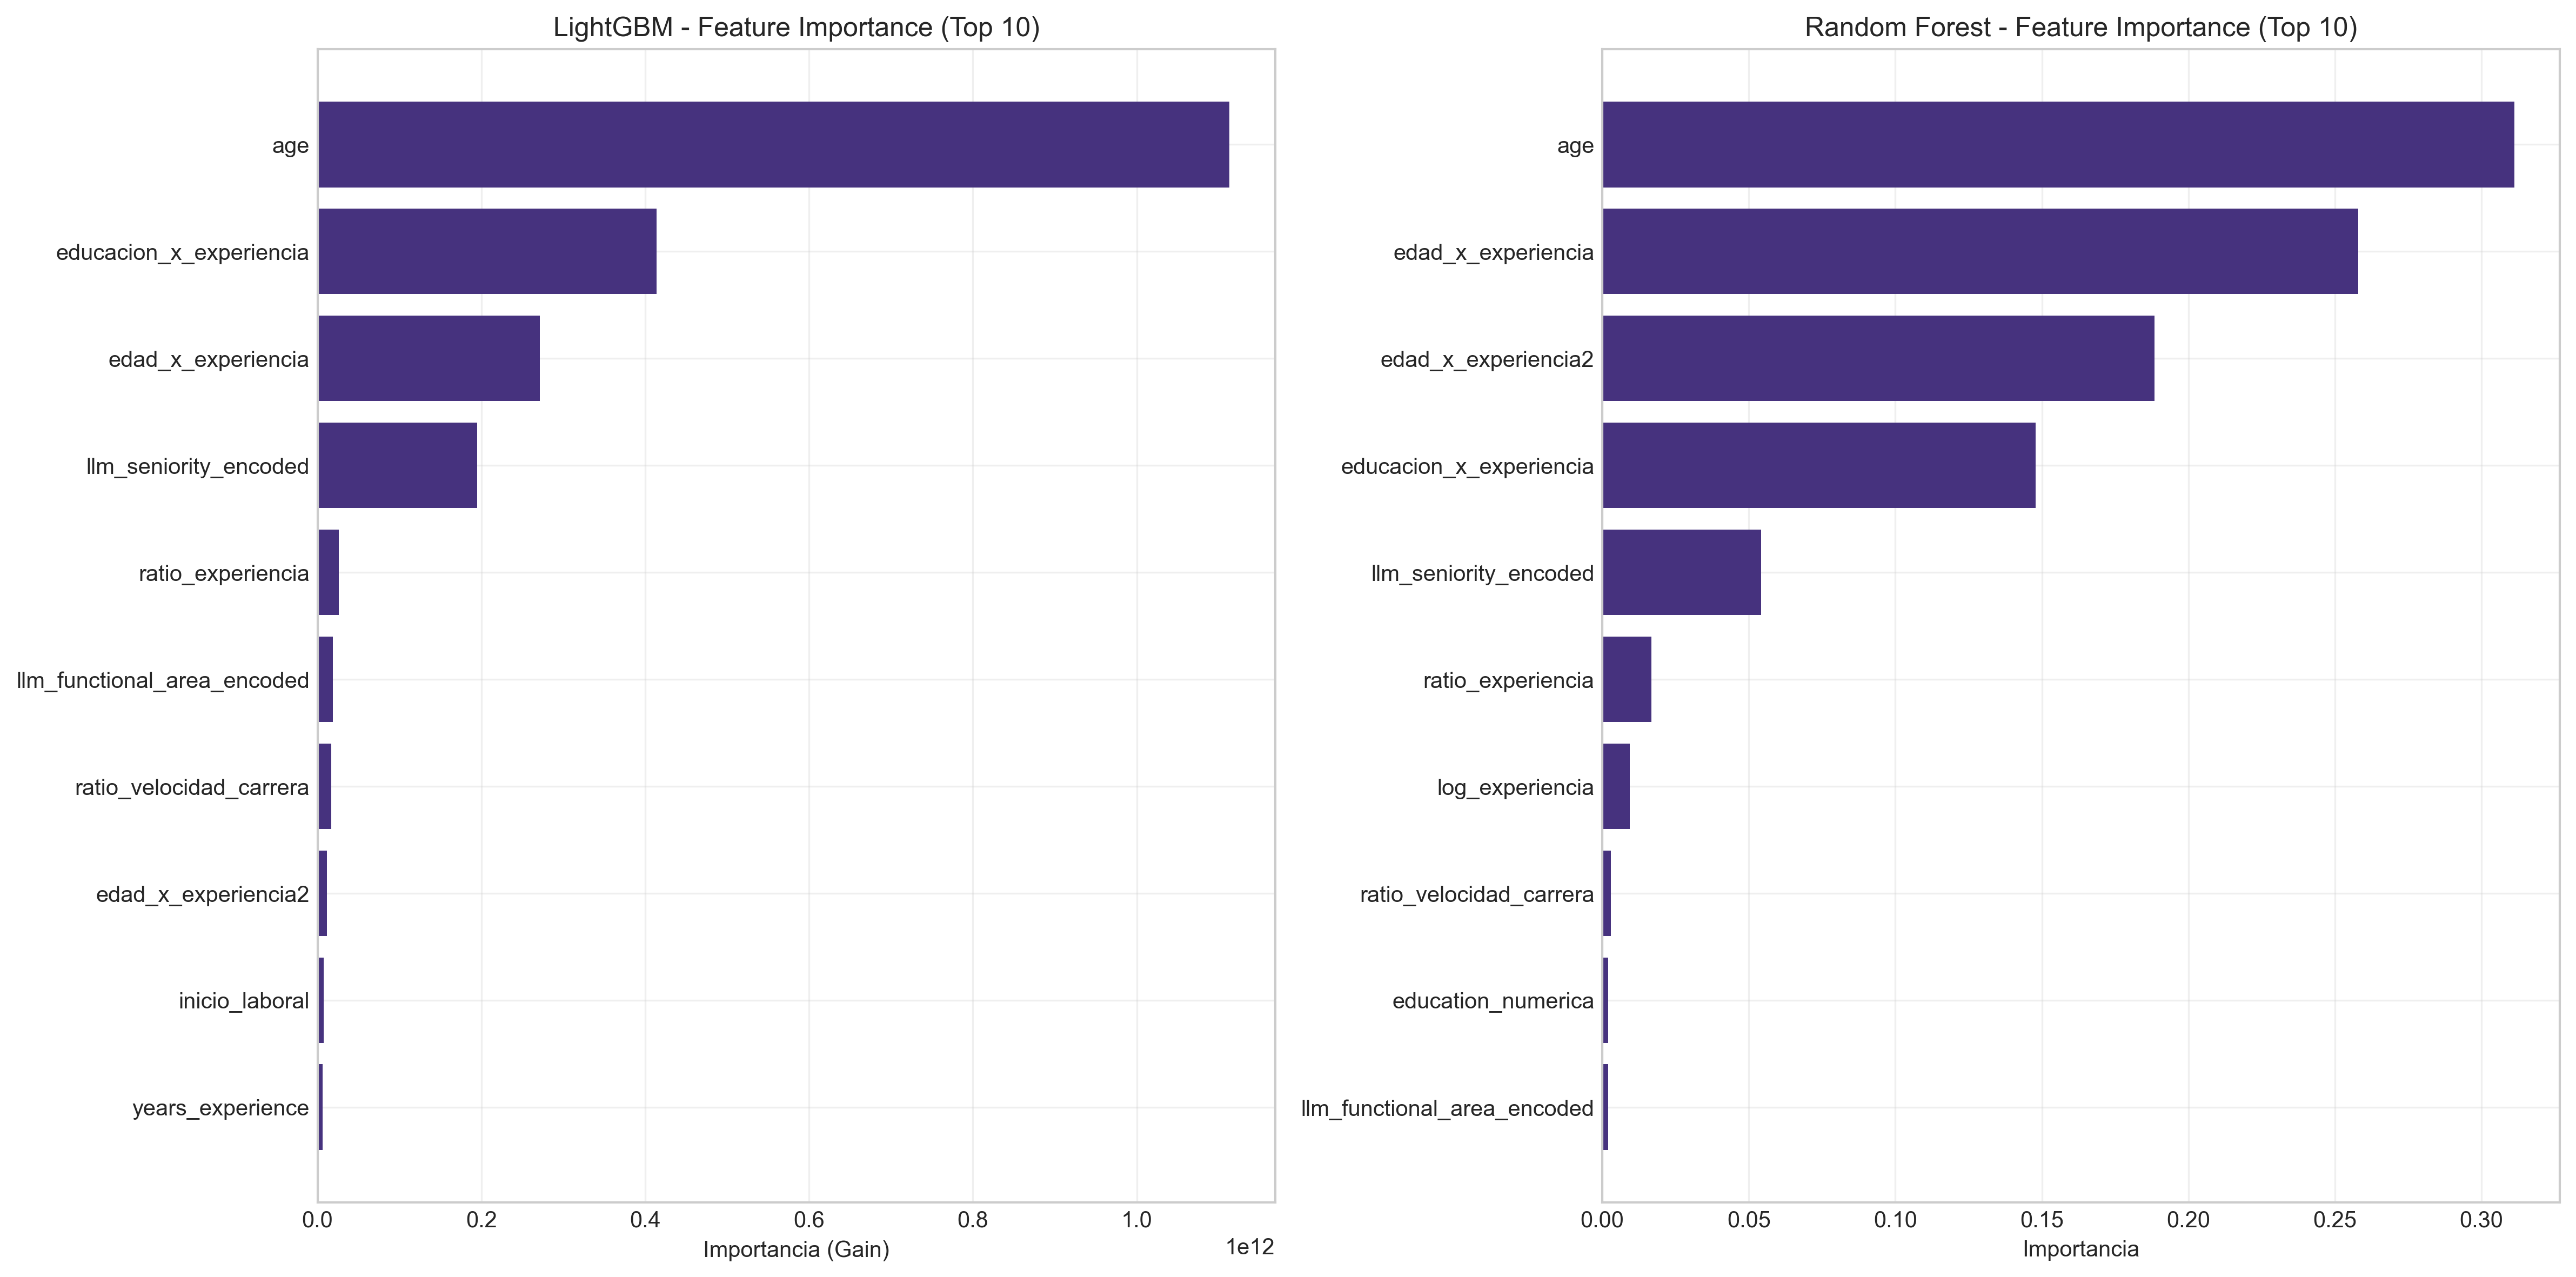 LightGBM - Feature Importance (Top 10)
age
educacion_x_experiencia
edad_x_experiencia
llm_seniority_encoded
ratio_experiencia
llm_functional_area_encoded
ratio_velocidad_carrera
edad_x_experiencia2
inicio_laboral
years_experience
0.0 0.2 0.4 0.6 0.8 1.0
1e12
Importancia (Gain)
Random Forest - Feature Importance (Top 10)
age
edad_x_experiencia
edad_x_experiencia2
educacion_x_experiencia
llm_seniority_encoded
ratio_experiencia
log_experiencia
ratio_velocidad_carrera
education_numerica
llm_functional_area_encoded
0.00 0.05 0.10 0.15 0.20 0.25 0.30
Importancia